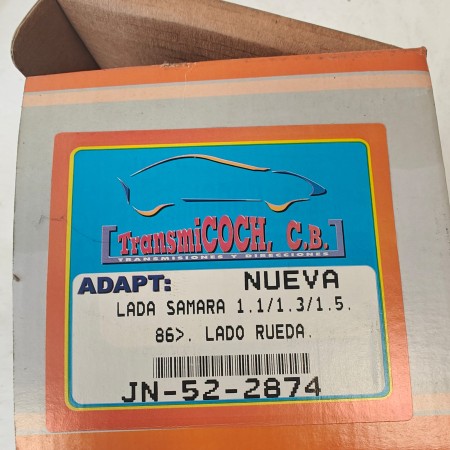 [TransmiCOCH, C.B.]
TRANSMISIONES Y DIRECCIONES
ADAPT: NUEVA
LADA SAMARA 1.1/1.3/1.5.
86>. LADO RUEDA.
JN-52-2874